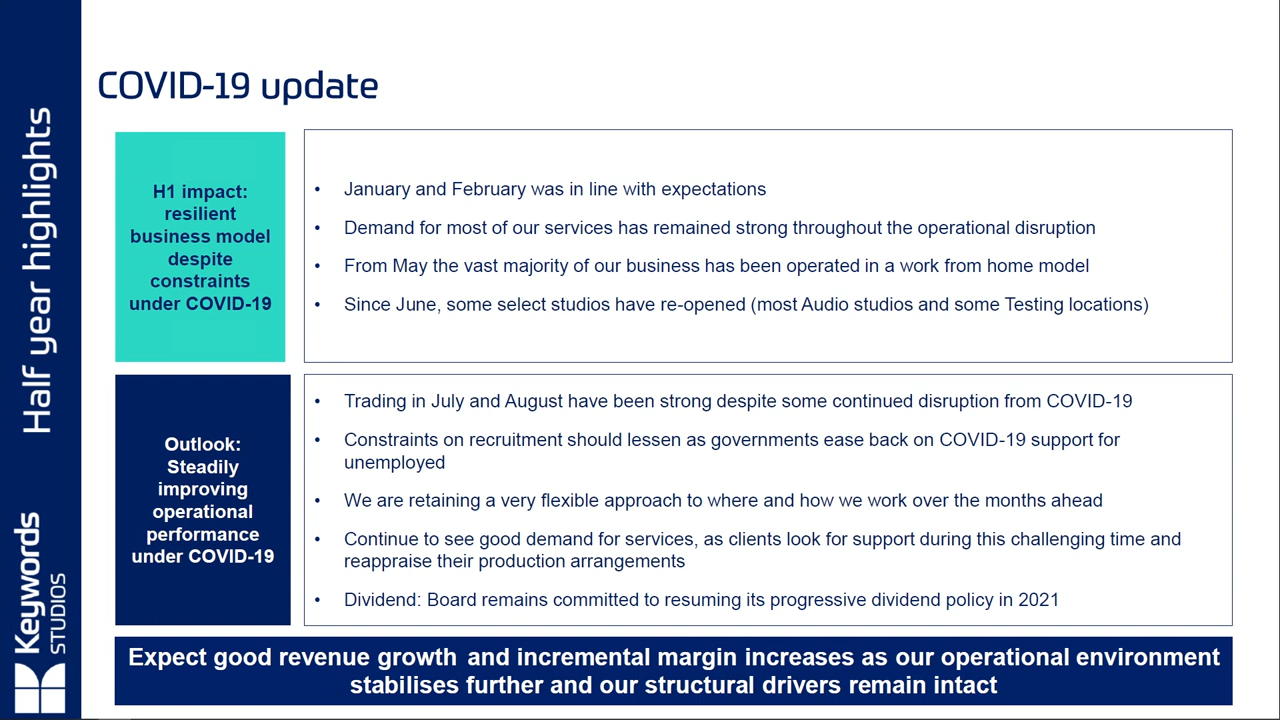 COVID-19 update
Half year highlights
Keywords
STUDIOS
H1 impact:
resilient
business model
despite
constraints
under COVID-19
• January and February was in line with expectations
• Demand for most of our services has remained strong throughout the operational disruption
• From May the vast majority of our business has been operated in a work from home model
• Since June, some select studios have re-opened (most Audio studios and some Testing locations)
Outlook:
Steadily
improving
operational
performance
under COVID-19
• Trading in July and August have been strong despite some continued disruption from COVID-19
• Constraints on recruitment should lessen as governments ease back on COVID-19 support for
unemployed
• We are retaining a very flexible approach to where and how we work over the months ahead
• Continue to see good demand for services, as clients look for support during this challenging time and
reappraise their production arrangements
• Dividend: Board remains committed to resuming its progressive dividend policy in 2021
Expect good revenue growth and incremental margin increases as our operational environment
stabilises further and our structural drivers remain intact